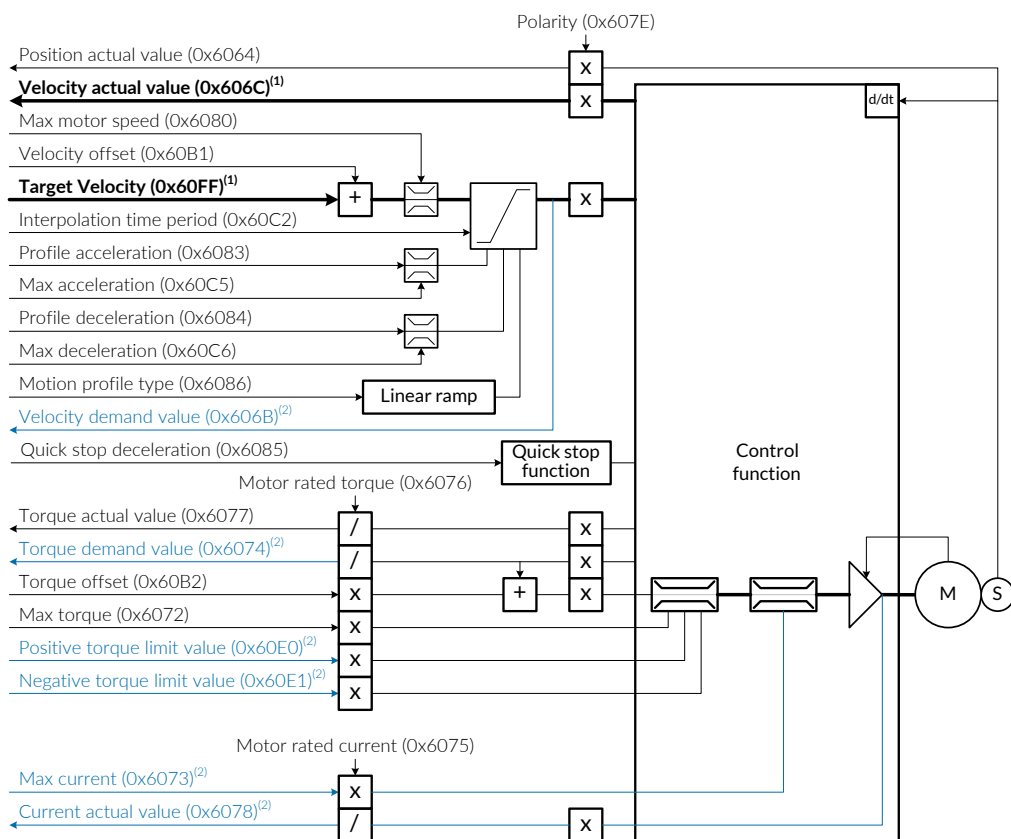 Polarity (0x607E)
Position actual value (0x6064)
x
Velocity actual value (0x606C)(1)
x
d/dt
Max motor speed (0x6080)
Velocity offset (0x60B1)
Target Velocity (0x60FF)(1)
+
x
Interpolation time period (0x60C2)
Profile acceleration (0x6083)
Max acceleration (0x60C5)
Profile deceleration (0x6084)
Max deceleration (0x60C6)
Motion profile type (0x6086)
Linear ramp
Velocity demand value (0x606B)(2)
Quick stop deceleration (0x6085)
Quick stop
function
Control
function
Motor rated torque (0x6076)
Torque actual value (0x6077)
/
x
Torque demand value (0x6074)(2)
/
x
Torque offset (0x60B2)
x
+
x
M
S
Max torque (0x6072)
x
Positive torque limit value (0x60E0)(2)
x
Negative torque limit value (0x60E1)(2)
x
Motor rated current (0x6075)
Max current (0x6073)(2)
x
Current actual value (0x6078)(2)
/
x